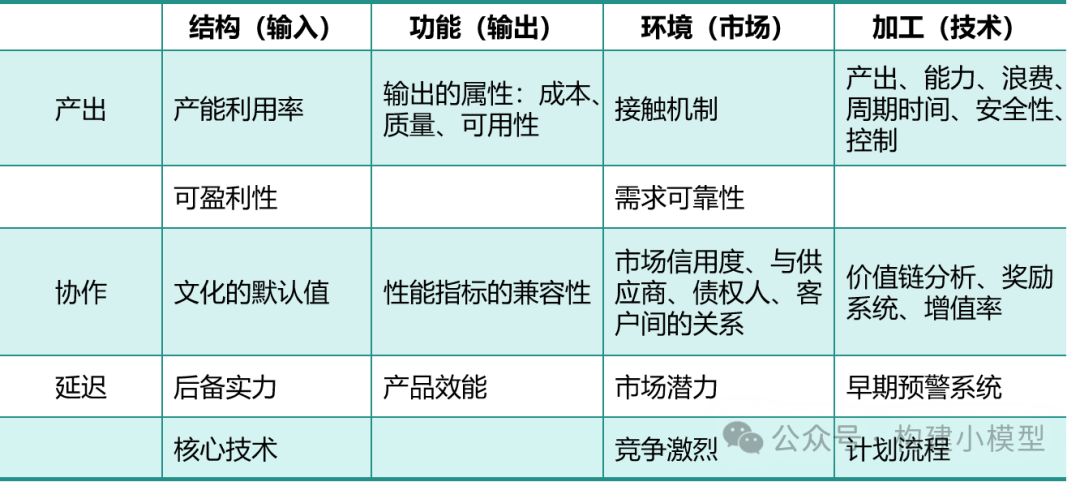 结构（输入）
功能（输出）
环境（市场）
加工（技术）
产出
产能利用率
输出的属性：成本、
质量、可用性
接触机制
产出、能力、浪费、
周期时间、安全性、
控制
可盈利性
需求可靠性
协作
文化的默认值
性能指标的兼容性
市场信用度、与供
应商、债权人、客
户间的关系
价值链分析、奖励
系统、增值率
延迟
后备实力
产品效能
市场潜力
早期预警系统
核心技术
竞争激烈
计划流程
公众号·构建小模型